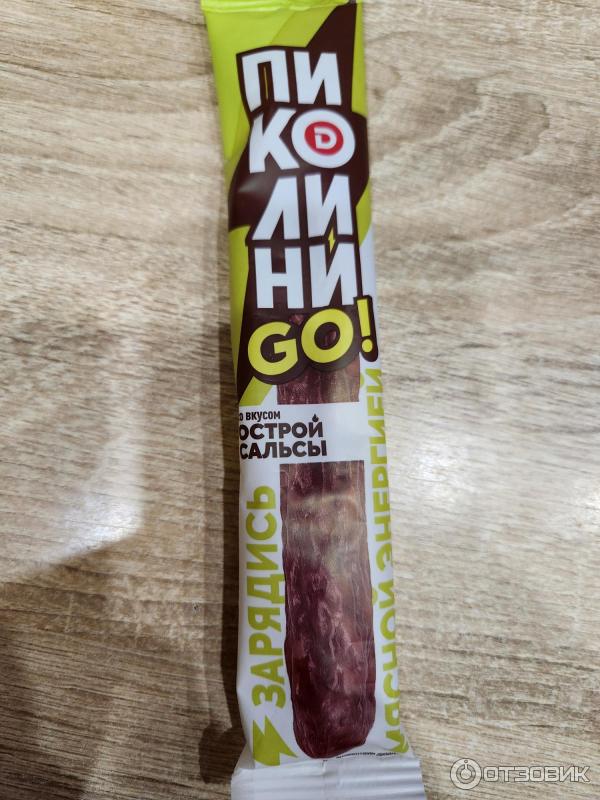 ПИ
КО
ЛИ
НИ
GO!
со вкусом
ОСТРОЙ
САЛЬСЫ
ЗАРЯДИСЬ
МЯСНОЙ ЭНЕРГИЕЙ
ОТЗОВИК